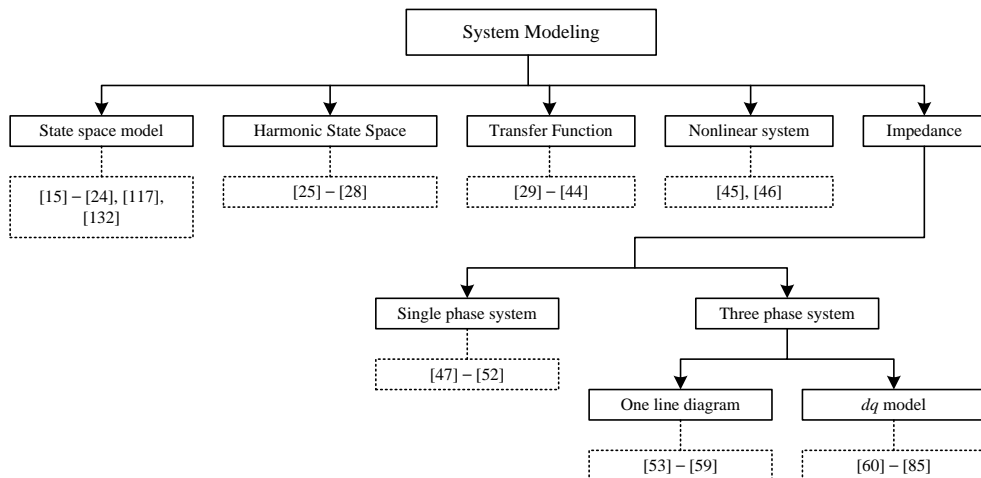 System Modeling
State space model
Harmonic State Space
Transfer Function
Nonlinear system
Impedance
[15] – [24], [117],
[132]
[25] – [28]
[29] – [44]
[45], [46]
Single phase system
Three phase system
[47] – [52]
One line diagram
dq model
[53] – [59]
[60] – [85]